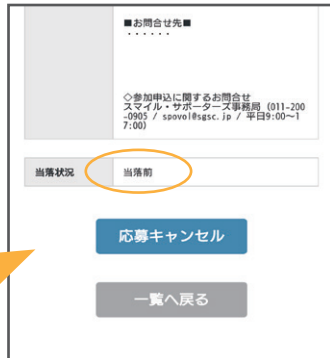 ■お問合せ先■
・・・・・・
◇参加申込に関するお問合せ
スマイル・サポーターズ事務局 (011-200
-0905 / spovol@sgsc.jp / 平日9:00〜1
7:00)
当落状況 当落前
応募キャンセル
一覧へ戻る